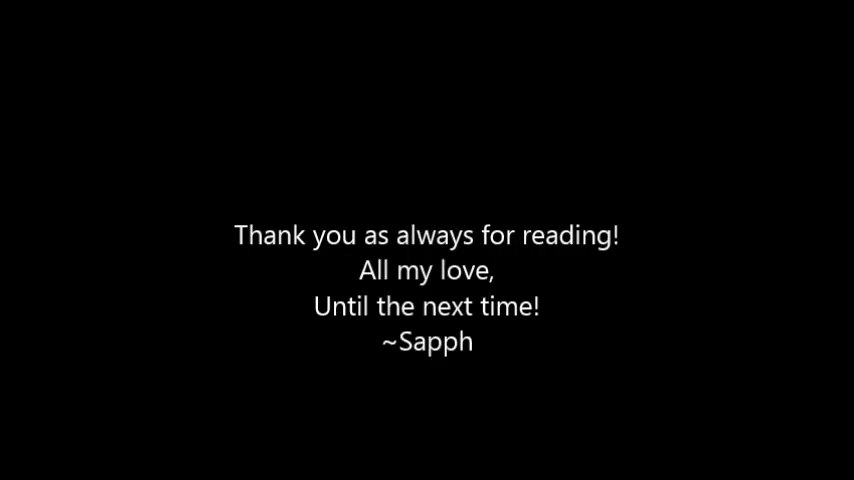 Thank you as always for reading!
All my love,
Until the next time!
~Sapph